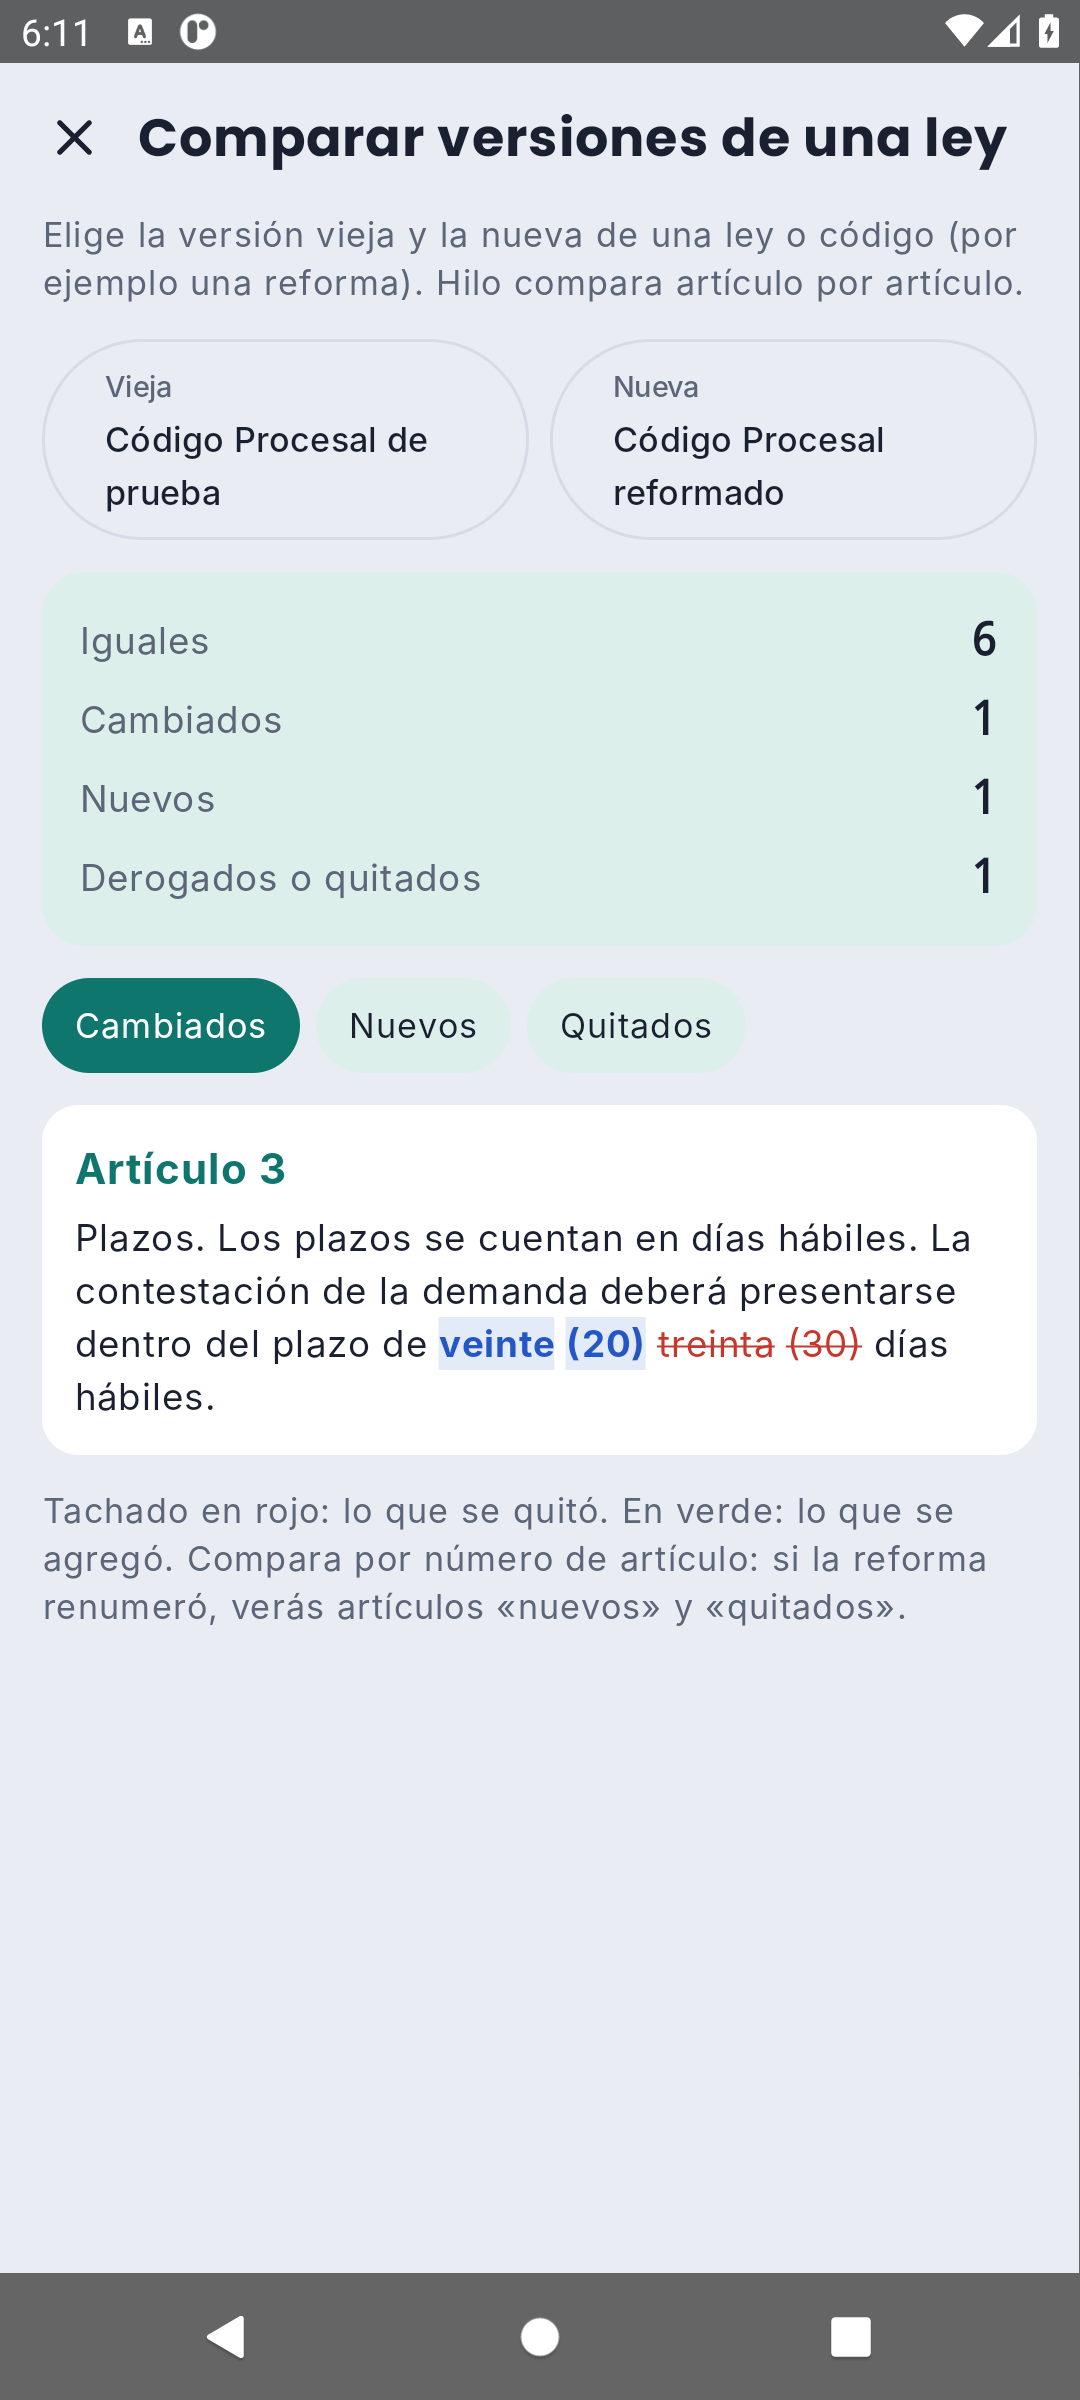 6:11
A
Comparar versiones de una ley
Elige la versión vieja y la nueva de una ley o código (por
ejemplo una reforma). Hilo compara artículo por artículo.
Vieja
Código Procesal de
prueba
Nueva
Código Procesal
reformado
Iguales 6
Cambiados 1
Nuevos 1
Derogados o quitados 1
Cambiados Nuevos Quitados
Artículo 3
Plazos. Los plazos se cuentan en días hábiles. La
contestación de la demanda deberá presentarse
dentro del plazo de veinte (20) treinta (30) días
hábiles.
Tachado en rojo: lo que se quitó. En verde: lo que se
agregó. Compara por número de artículo: si la reforma
renumeró, verás artículos «nuevos» y «quitados».